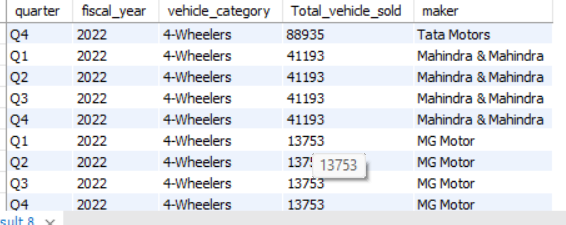 quarter fiscal_year vehicle_category Total_vehicle_sold maker
Q4 2022 4-Wheelers 88935 Tata Motors
Q1 2022 4-Wheelers 41193 Mahindra & Mahindra
Q2 2022 4-Wheelers 41193 Mahindra & Mahindra
Q3 2022 4-Wheelers 41193 Mahindra & Mahindra
Q4 2022 4-Wheelers 41193 Mahindra & Mahindra
Q1 2022 4-Wheelers 13753 MG Motor
Q2 2022 4-Wheelers 1375 13753 MG Motor
Q3 2022 4-Wheelers 13753 MG Motor
Q4 2022 4-Wheelers 13753 MG Motor
sult 8 ×